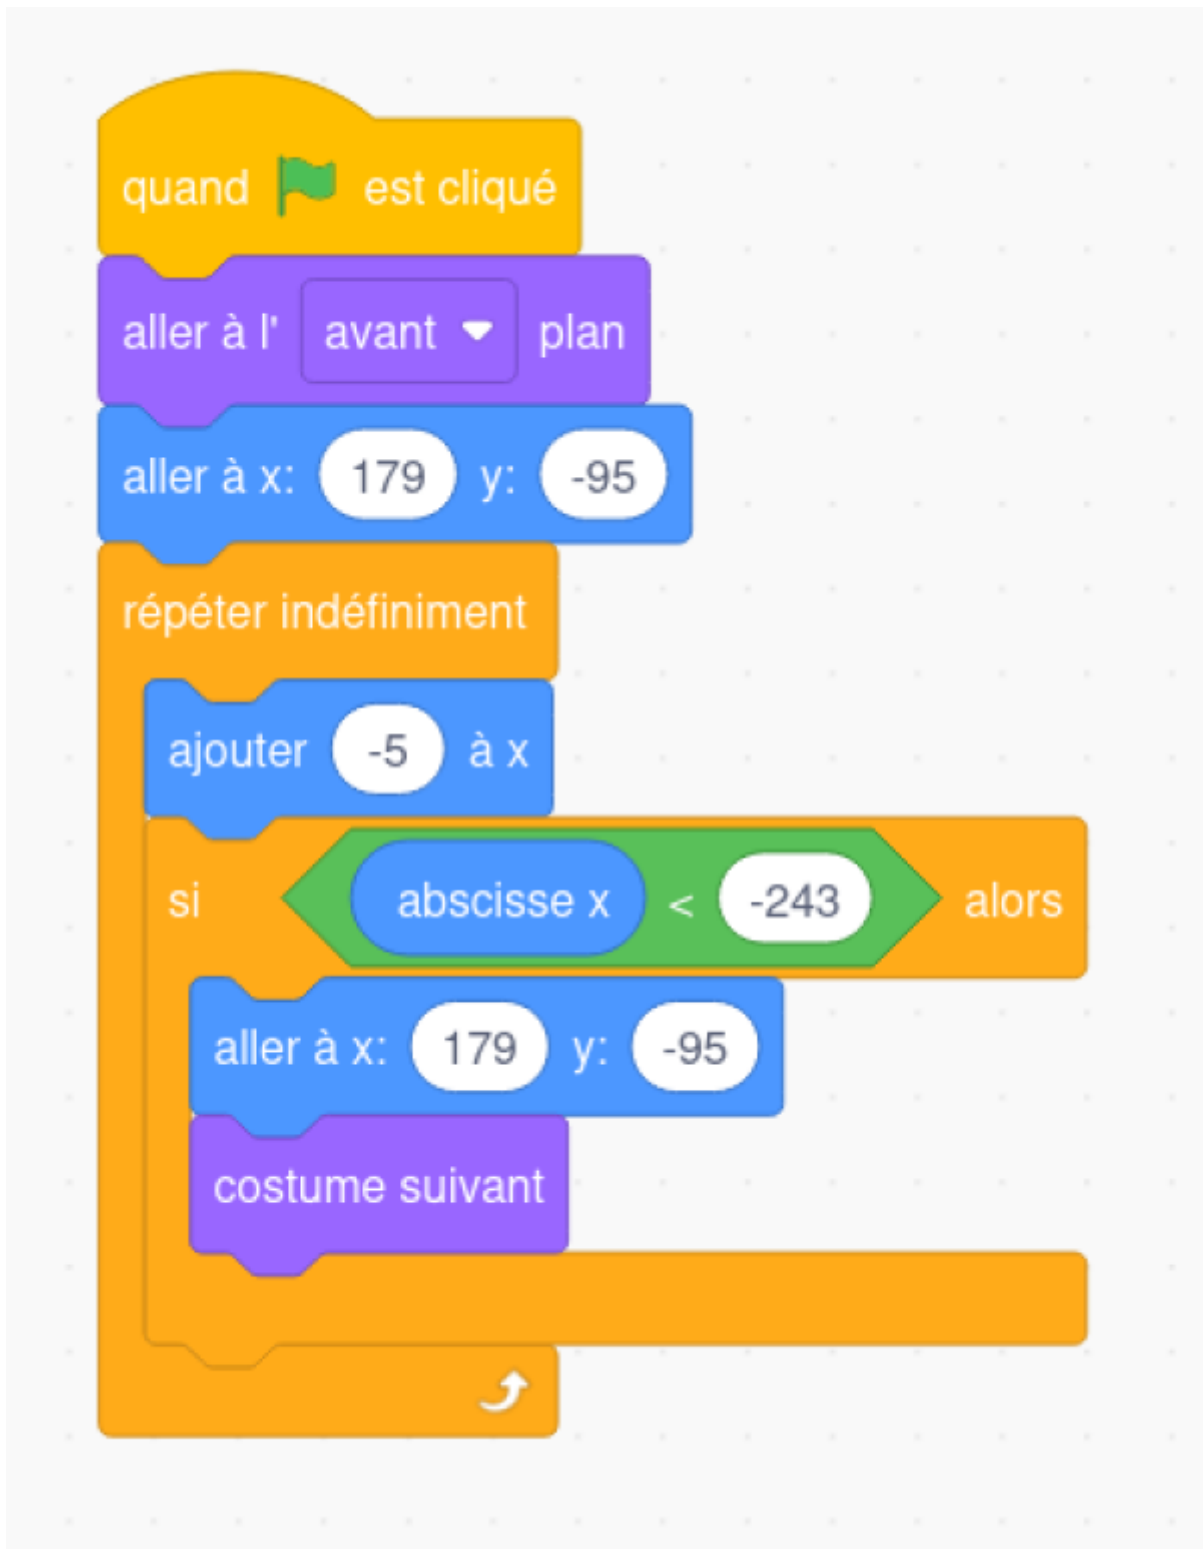 quand est cliqué
aller à l' avant plan
aller à x: 179 y: -95
répéter indéfiniment
ajouter -5 à x
si abscisse x < -243 alors
aller à x: 179 y: -95
costume suivant